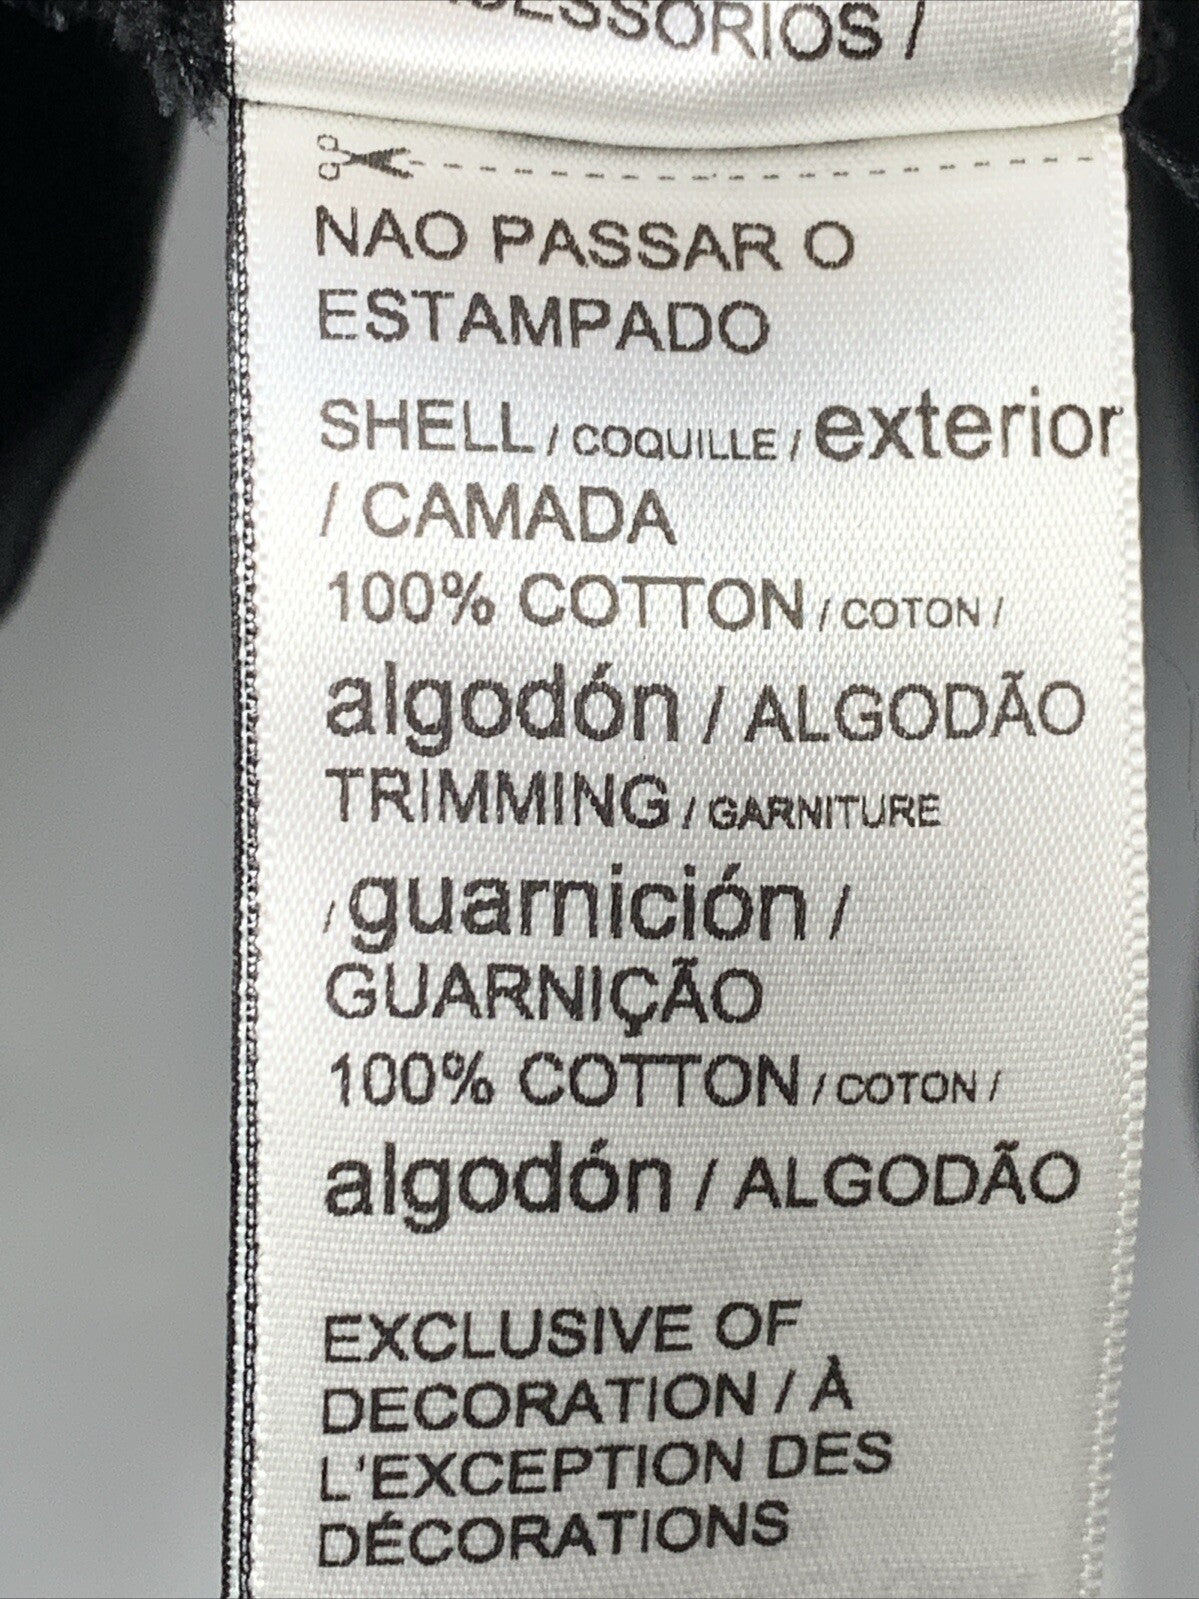 ACCESSÓRIOS /
NAO PASSAR O
ESTAMPADO
SHELL / COQUILLE / exterior
/ CAMADA
100% COTTON / COTON /
algodón / ALGODÃO
TRIMMING / GARNITURE
/ guarnición /
GUARNIÇÃO
100% COTTON / COTON /
algodón / ALGODÃO
EXCLUSIVE OF
DECORATION / À
L'EXCEPTION DES
DÉCORATIONS